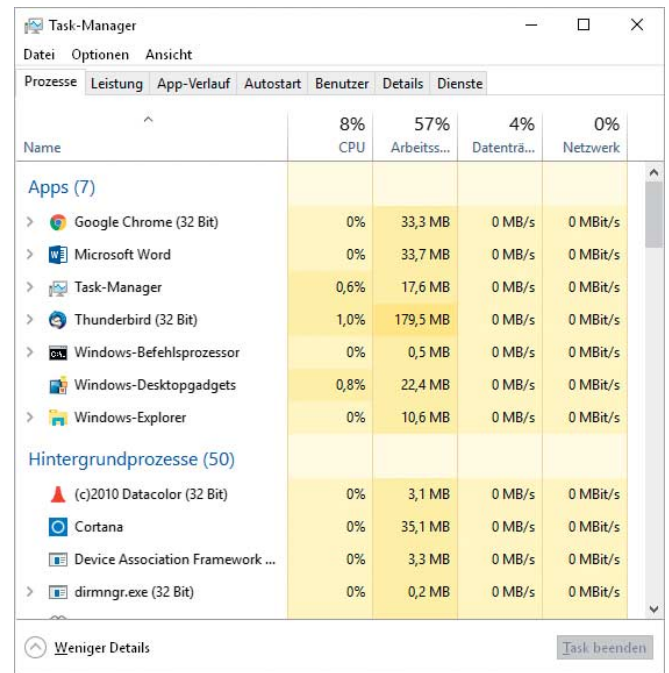 Task-Manager
Datei Optionen Ansicht
Prozesse Leistung App-Verlauf Autostart Benutzer Details Dienste
8% 57% 4% 0%
Name CPU Arbeitss... Datenträ... Netzwerk
Apps (7)
Google Chrome (32 Bit) 0% 33,3 MB 0 MB/s 0 MBit/s
Microsoft Word 0% 33,7 MB 0 MB/s 0 MBit/s
Task-Manager 0,6% 17,6 MB 0 MB/s 0 MBit/s
Thunderbird (32 Bit) 1,0% 179,5 MB 0 MB/s 0 MBit/s
Windows-Befehlsprozessor 0% 0,5 MB 0 MB/s 0 MBit/s
Windows-Desktopgadgets 0,8% 22,4 MB 0 MB/s 0 MBit/s
Windows-Explorer 0% 10,6 MB 0 MB/s 0 MBit/s
Hintergrundprozesse (50)
(c)2010 Datacolor (32 Bit) 0% 3,1 MB 0 MB/s 0 MBit/s
Cortana 0% 35,1 MB 0 MB/s 0 MBit/s
Device Association Framework ... 0% 3,3 MB 0 MB/s 0 MBit/s
dirmngr.exe (32 Bit) 0% 0,2 MB 0 MB/s 0 MBit/s
Weniger Details Task beenden